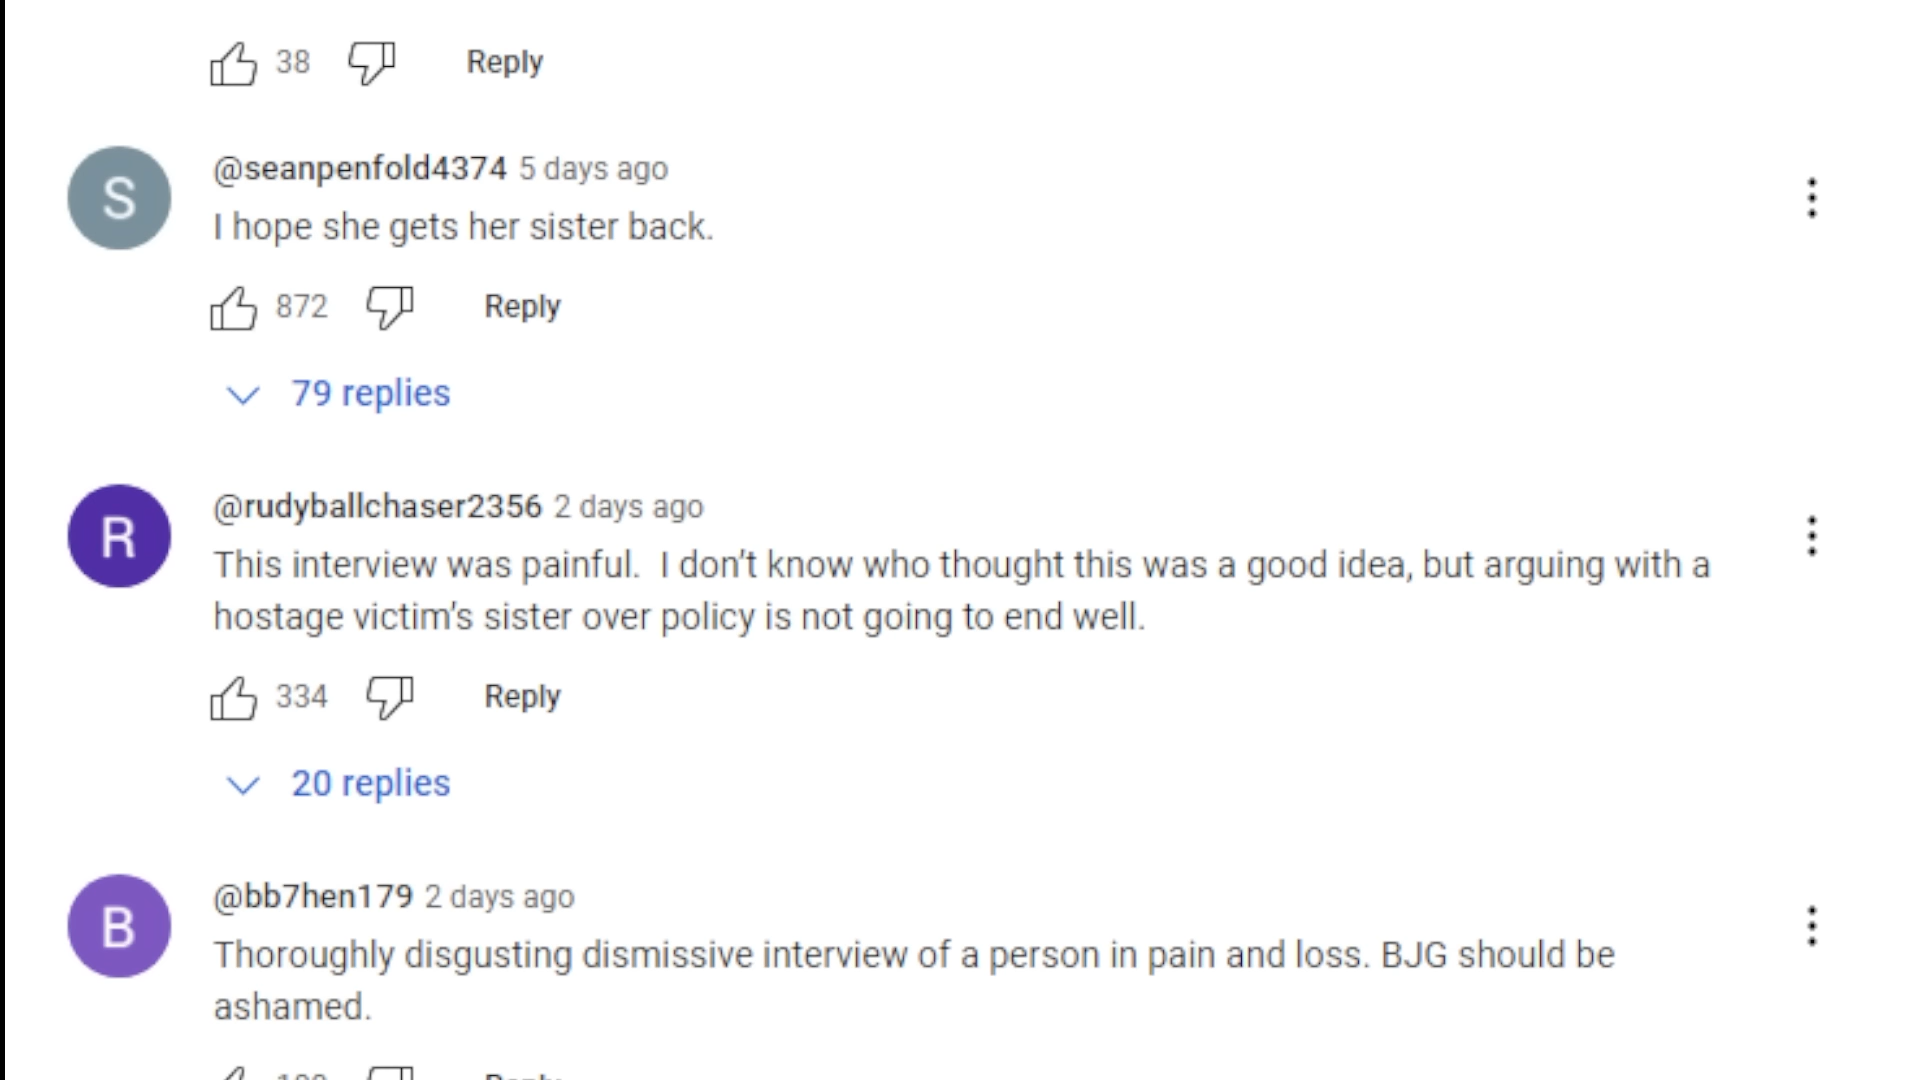 38 Reply
S
@seanpenfold4374 5 days ago
I hope she gets her sister back.
872 Reply
79 replies
R
@rudyballchaser2356 2 days ago
This interview was painful.  I don't know who thought this was a good idea, but arguing with a
hostage victim's sister over policy is not going to end well.
334 Reply
20 replies
B
@bb7hen179 2 days ago
Thoroughly disgusting dismissive interview of a person in pain and loss. BJG should be
ashamed.
Reply